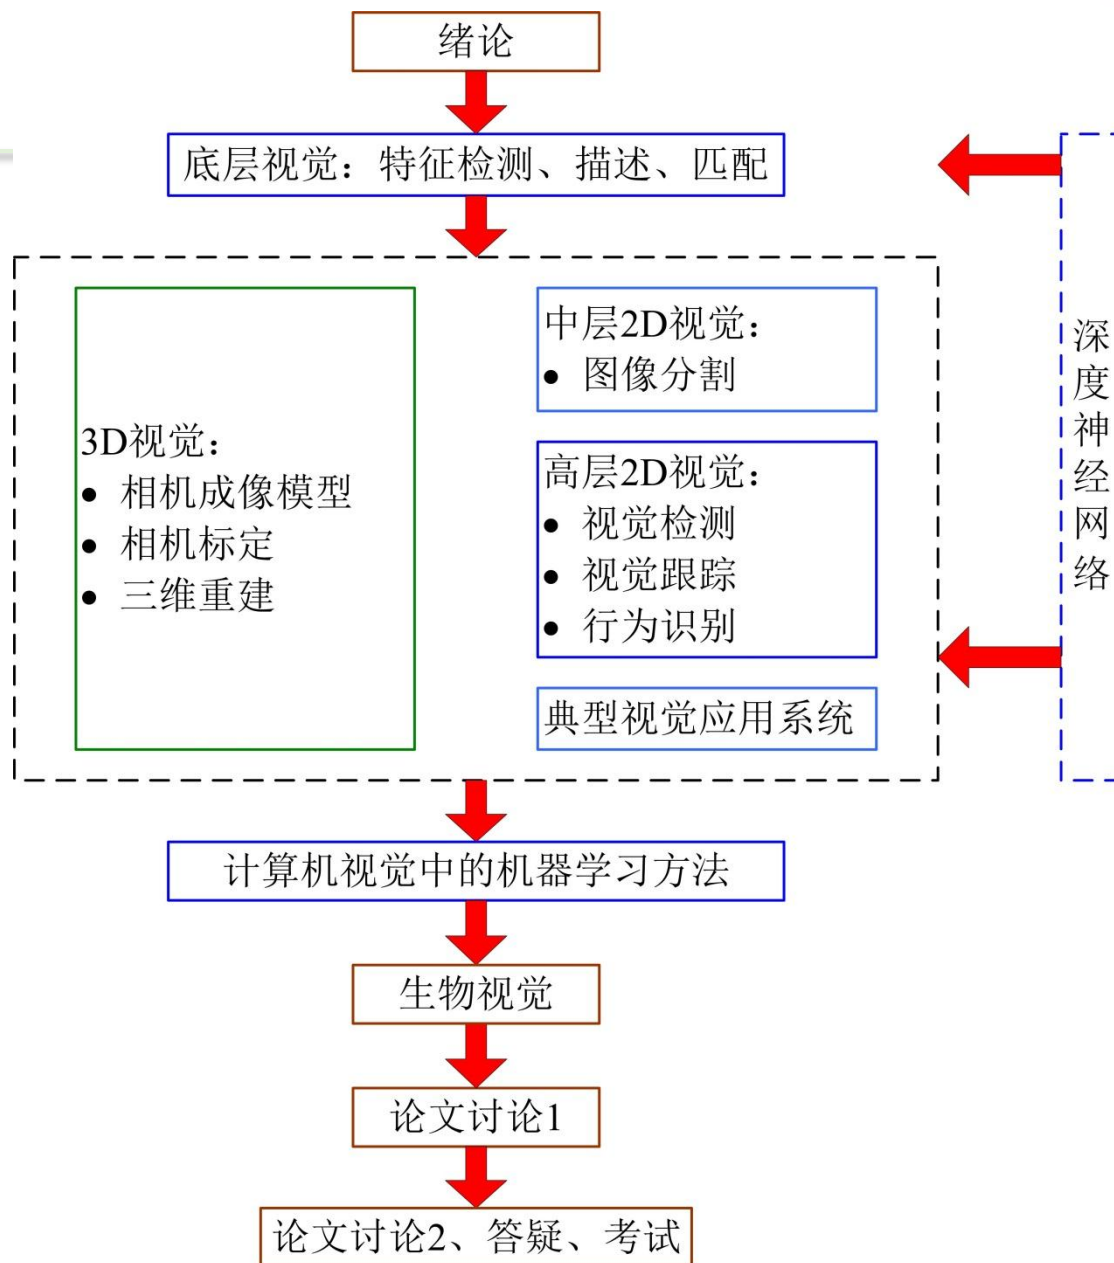 绪论
底层视觉：特征检测、描述、匹配
3D视觉：
• 相机成像模型
• 相机标定
• 三维重建
中层2D视觉：
• 图像分割
高层2D视觉：
• 视觉检测
• 视觉跟踪
• 行为识别
典型视觉应用系统
深度神经网络
计算机视觉中的机器学习方法
生物视觉
论文讨论1
论文讨论2、答疑、考试